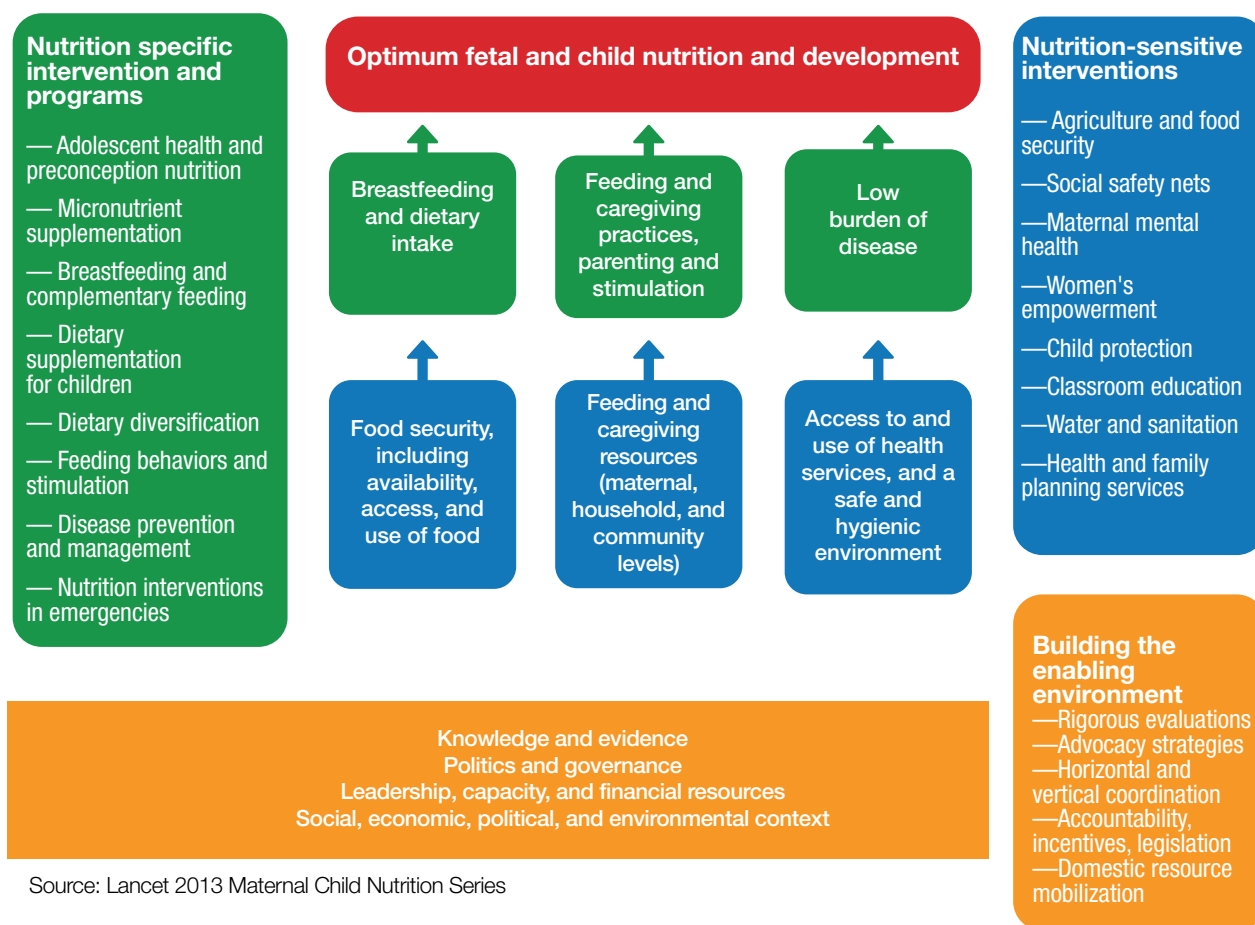 Nutrition specific
intervention and
programs
— Adolescent health and
preconception nutrition
— Micronutrient
supplementation
— Breastfeeding and
complementary feeding
— Dietary
supplementation
for children
— Dietary diversification
— Feeding behaviors and
stimulation
— Disease prevention
and management
— Nutrition interventions
in emergencies
Optimum fetal and child nutrition and development
Breastfeeding
and dietary
intake
Feeding and
caregiving
practices,
parenting and
stimulation
Low
burden of
disease
Food security,
including
availability,
access, and
use of food
Feeding and
caregiving
resources
(maternal,
household, and
community
levels)
Access to and
use of health
services, and a
safe and
hygienic
environment
Nutrition-sensitive
interventions
— Agriculture and food
security
—Social safety nets
—Maternal mental
health
—Women's
empowerment
—Child protection
—Classroom education
—Water and sanitation
—Health and family
planning services
Knowledge and evidence
Politics and governance
Leadership, capacity, and financial resources
Social, economic, political, and environmental context
Building the
enabling
environment
—Rigorous evaluations
—Advocacy strategies
—Horizontal and
vertical coordination
—Accountability,
incentives, legislation
—Domestic resource
mobilization
Source: Lancet 2013 Maternal Child Nutrition Series